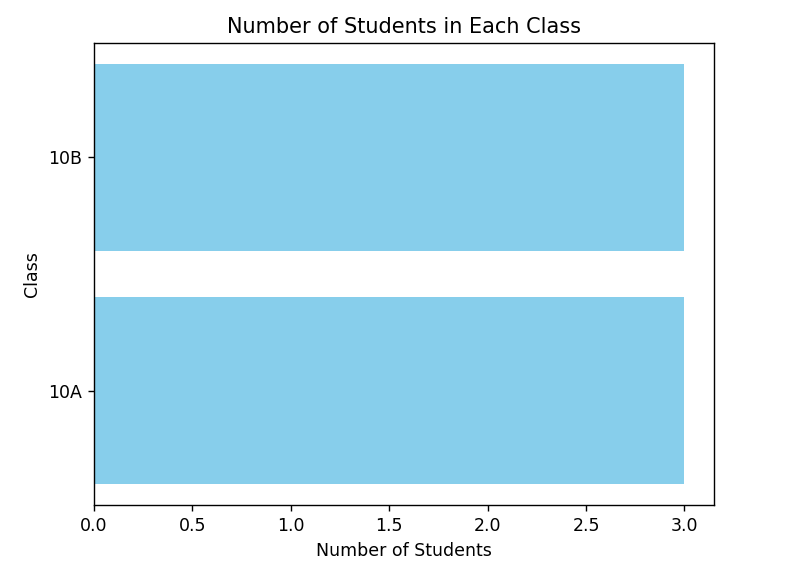 Number of Students in Each Class
10B
Class
10A
0.0 0.5 1.0 1.5 2.0 2.5 3.0
Number of Students